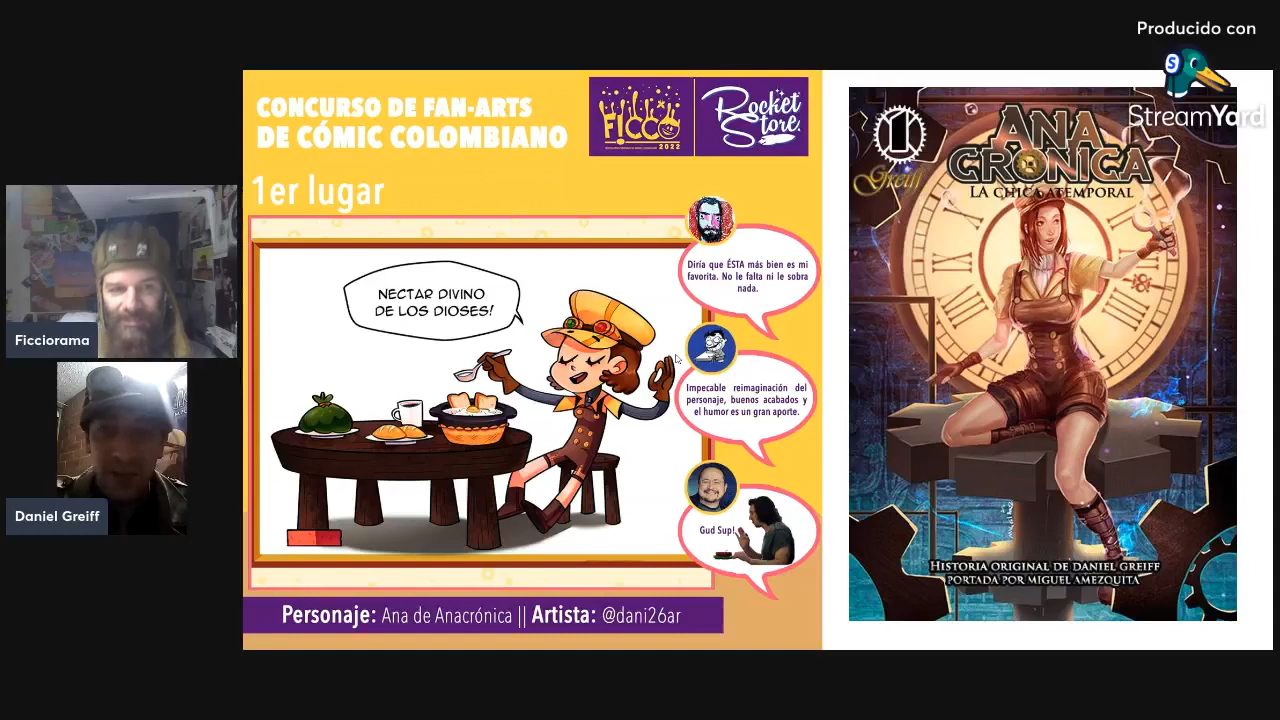 Producido con
StreamYard
CONCURSO DE FAN-ARTS
DE CÓMIC COLOMBIANO
FICCO
2022
Rocket
Store.
1er lugar
NECTAR DIVINO
DE LOS DIOSES!
Diría que ÉSTA más bien es mi
favorita. No le falta ni le sobra
nada.
Impecable reimaginación del
personaje, buenos acabados y
el humor es un gran aporte.
Gud Sup!
Personaje: Ana de Anacrónica || Artista: @dani26ar
Ficciorama
Daniel Greiff
1
Greiff
ANA
CRÓNICA
LA CHICA ATEMPORAL
HISTORIA ORIGINAL DE DANIEL GREIFF
PORTADA POR MIGUEL AMEZQUITA